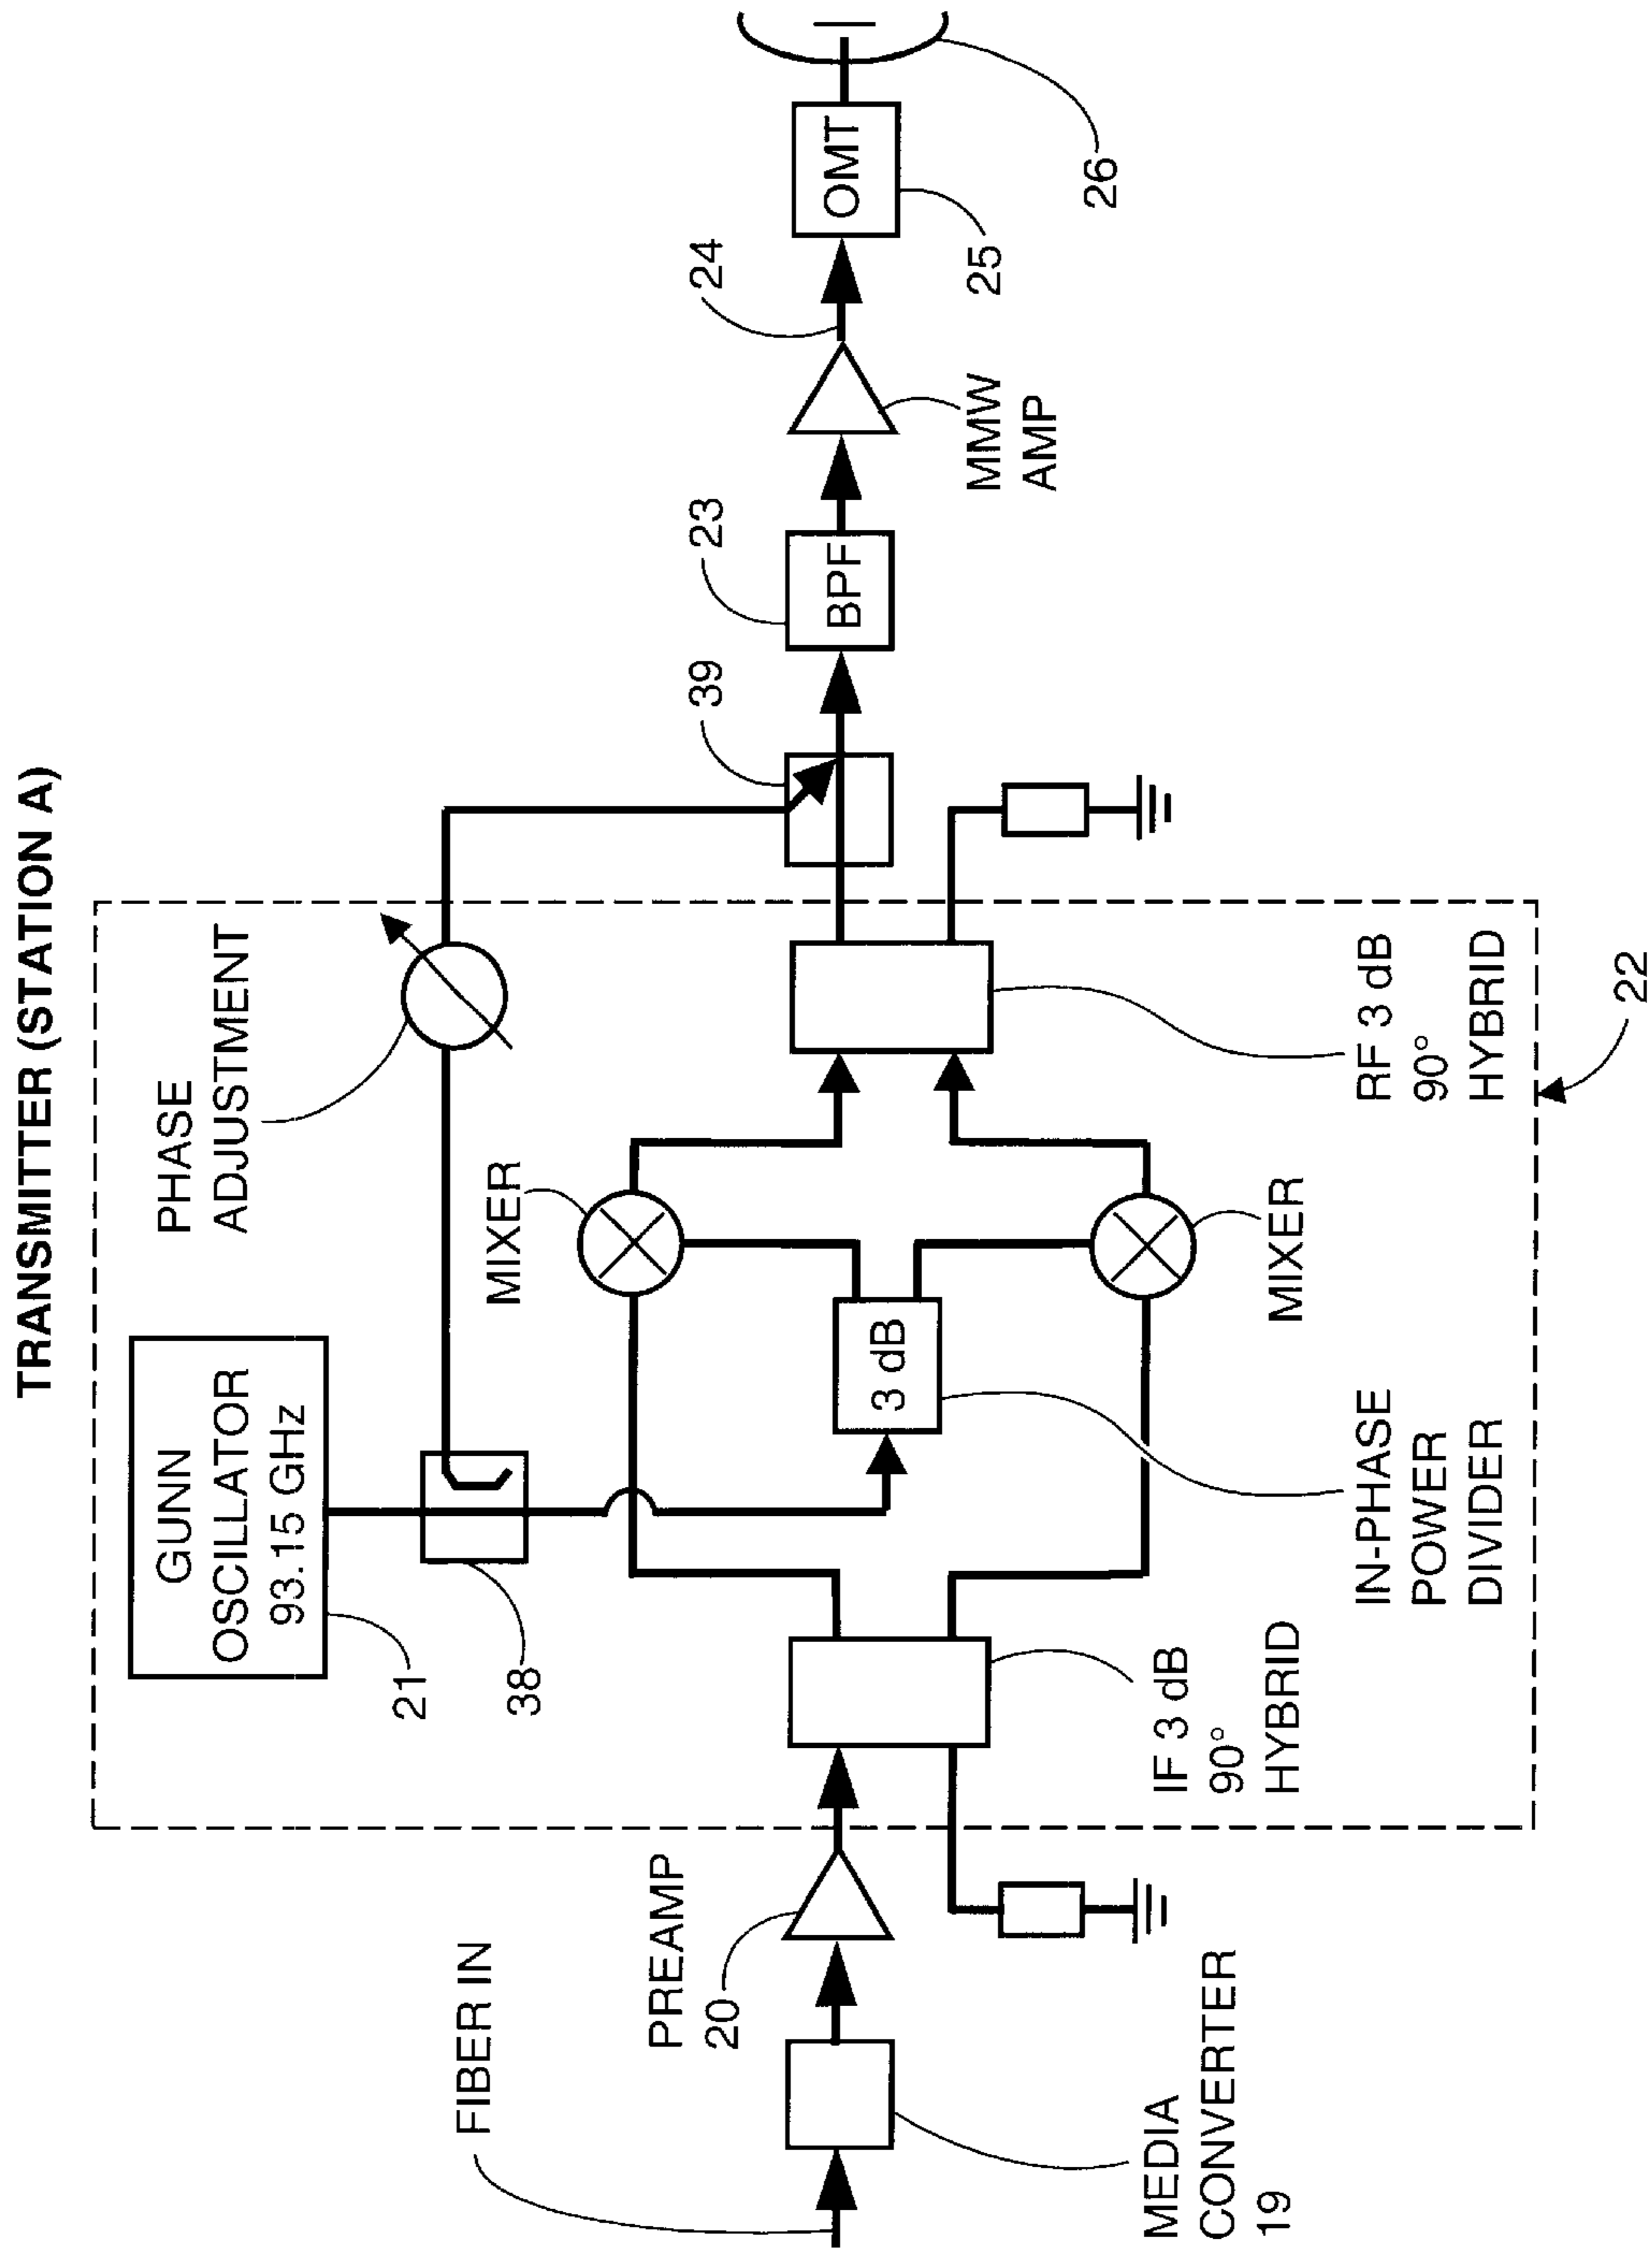 TRANSMITTER (STATION A)
GUNN
OSCILLATOR
93.15 GHz
21
38
PHASE
ADJUSTMENT
FIBER IN
PREAMP
20
MEDIA
CONVERTER
19
IF 3 dB
90°
HYBRID
3 dB
IN-PHASE
POWER
DIVIDER
MIXER
MIXER
RF 3 dB
90°
HYBRID
22
39
23
BPF
MMW
AMP
24
OMT
25
26